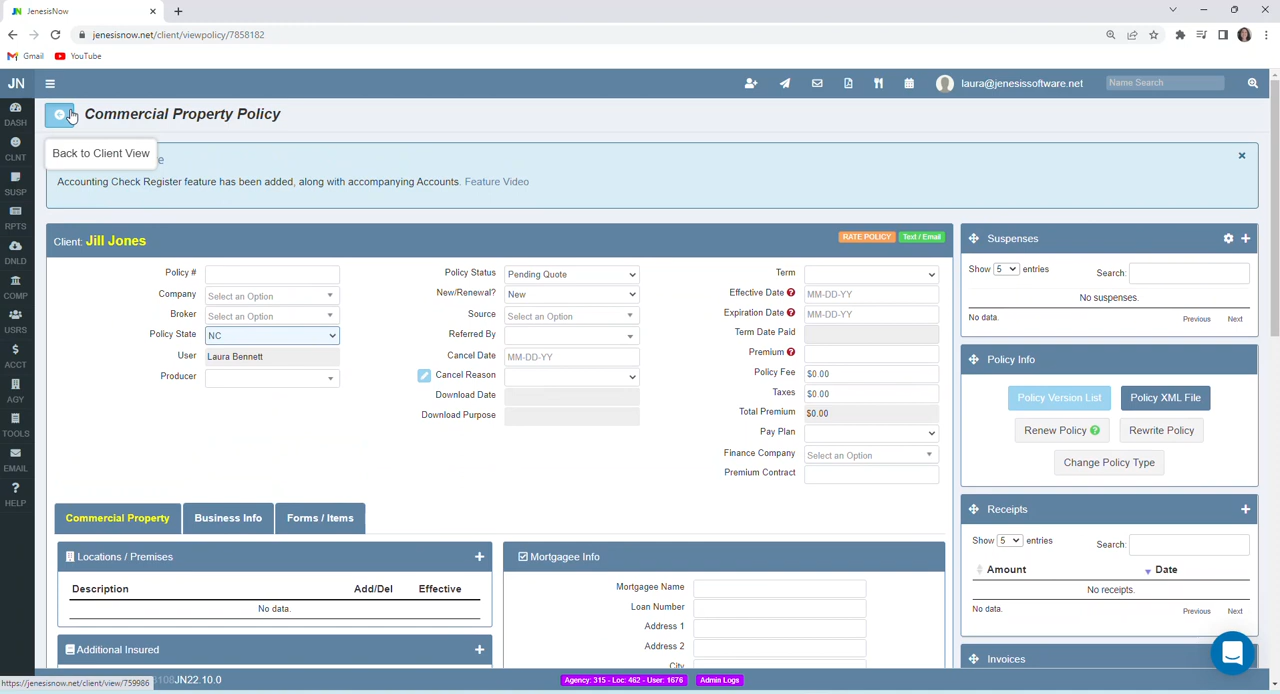 JN JenesisNow
jenesisnow.net/client/viewpolicy/7858182
Gmail YouTube
JN laura@jenesissoftware.net Name Search
DASH
CLNT
SUSP
RPTS
DNLD
COMP
USRS
ACCT
AGY
TOOLS
EMAIL
HELP
Commercial Property Policy
Back to Client View
Accounting Check Register feature has been added, along with accompanying Accounts. Feature Video
Client: Jill Jones RATE POLICY Text / Email
Policy #
Company Select an Option
Broker Select an Option
Policy State NC
User Laura Bennett
Producer
Policy Status Pending Quote
New/Renewal? New
Source Select an Option
Referred By
Cancel Date MM-DD-YY
Cancel Reason
Download Date
Download Purpose
Term
Effective Date MM-DD-YY
Expiration Date MM-DD-YY
Term Date Paid
Premium
Policy Fee $0.00
Taxes $0.00
Total Premium $0.00
Pay Plan
Finance Company Select an Option
Premium Contract
Commercial Property Business Info Forms / Items
Locations / Premises
Description Add/Del Effective
No data.
Additional Insured
Mortgagee Info
Mortgagee Name
Loan Number
Address 1
Address 2
City
Suspenses
Show 5 entries Search:
No suspenses.
No data. Previous Next
Policy Info
Policy Version List Policy XML File
Renew Policy Rewrite Policy
Change Policy Type
Receipts
Show 5 entries Search:
Amount Date
No receipts.
No data. Previous Next
Invoices
https://jenesisnow.net/client/view/759986 JN22.10.0
Agency: 315 - Loc: 462 - User: 1676 Admin Logs